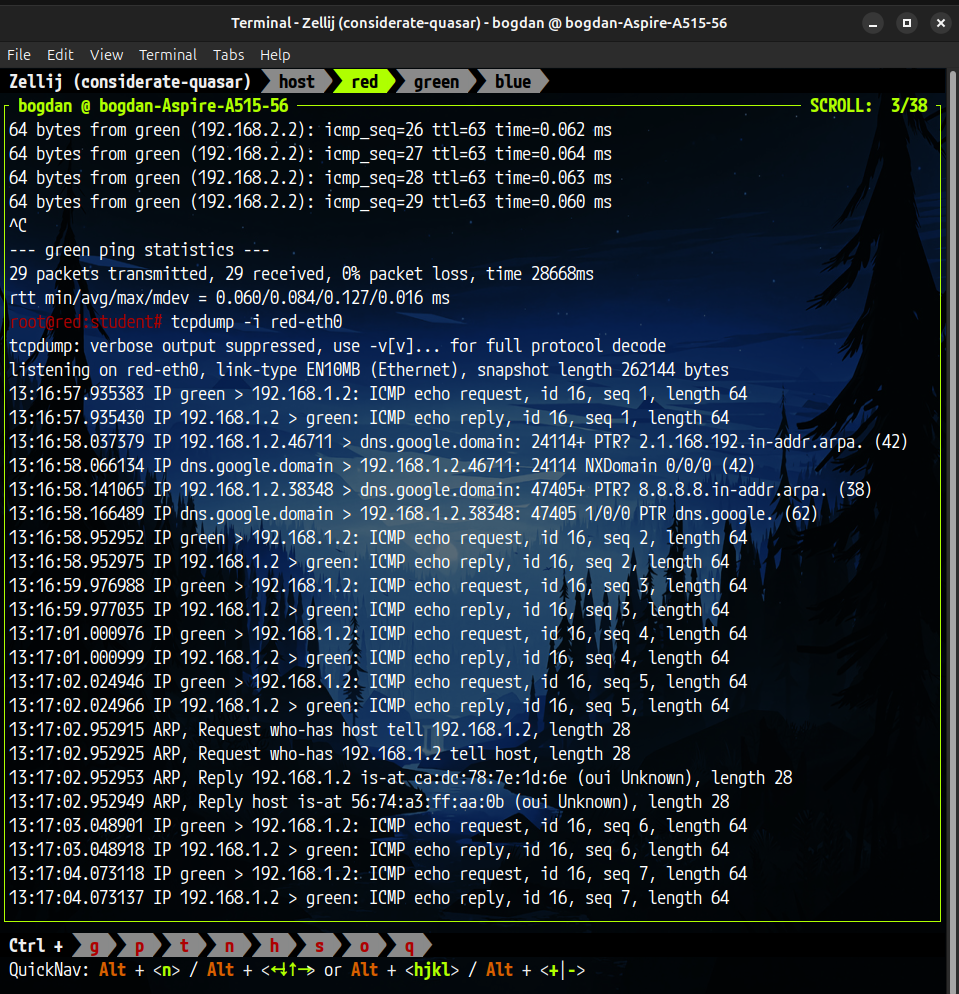 Terminal - Zellij (considerate-quasar) - bogdan @ bogdan-Aspire-A515-56
File Edit View Terminal Tabs Help
Zellij (considerate-quasar) host red green blue
bogdan @ bogdan-Aspire-A515-56 SCROLL: 3/38
64 bytes from green (192.168.2.2): icmp_seq=26 ttl=63 time=0.062 ms
64 bytes from green (192.168.2.2): icmp_seq=27 ttl=63 time=0.064 ms
64 bytes from green (192.168.2.2): icmp_seq=28 ttl=63 time=0.063 ms
64 bytes from green (192.168.2.2): icmp_seq=29 ttl=63 time=0.060 ms
^C
--- green ping statistics ---
29 packets transmitted, 29 received, 0% packet loss, time 28668ms
rtt min/avg/max/mdev = 0.060/0.084/0.127/0.016 ms
root@red:student# tcpdump -i red-eth0
tcpdump: verbose output suppressed, use -v[v]... for full protocol decode
listening on red-eth0, link-type EN10MB (Ethernet), snapshot length 262144 bytes
13:16:57.935383 IP green > 192.168.1.2: ICMP echo request, id 16, seq 1, length 64
13:16:57.935430 IP 192.168.1.2 > green: ICMP echo reply, id 16, seq 1, length 64
13:16:58.037379 IP 192.168.1.2.46711 > dns.google.domain: 24114+ PTR? 2.1.168.192.in-addr.arpa. (42)
13:16:58.066134 IP dns.google.domain > 192.168.1.2.46711: 24114 NXDomain 0/0/0 (42)
13:16:58.141065 IP 192.168.1.2.38348 > dns.google.domain: 47405+ PTR? 8.8.8.8.in-addr.arpa. (38)
13:16:58.166489 IP dns.google.domain > 192.168.1.2.38348: 47405 1/0/0 PTR dns.google. (62)
13:16:58.952952 IP green > 192.168.1.2: ICMP echo request, id 16, seq 2, length 64
13:16:58.952975 IP 192.168.1.2 > green: ICMP echo reply, id 16, seq 2, length 64
13:16:59.976988 IP green > 192.168.1.2: ICMP echo request, id 16, seq 3, length 64
13:16:59.977035 IP 192.168.1.2 > green: ICMP echo reply, id 16, seq 3, length 64
13:17:01.000976 IP green > 192.168.1.2: ICMP echo request, id 16, seq 4, length 64
13:17:01.000999 IP 192.168.1.2 > green: ICMP echo reply, id 16, seq 4, length 64
13:17:02.024946 IP green > 192.168.1.2: ICMP echo request, id 16, seq 5, length 64
13:17:02.024966 IP 192.168.1.2 > green: ICMP echo reply, id 16, seq 5, length 64
13:17:02.952915 ARP, Request who-has host tell 192.168.1.2, length 28
13:17:02.952925 ARP, Request who-has 192.168.1.2 tell host, length 28
13:17:02.952953 ARP, Reply 192.168.1.2 is-at ca:dc:78:7e:1d:6e (oui Unknown), length 28
13:17:02.952949 ARP, Reply host is-at 56:74:a3:ff:aa:0b (oui Unknown), length 28
13:17:03.048901 IP green > 192.168.1.2: ICMP echo request, id 16, seq 6, length 64
13:17:03.048918 IP 192.168.1.2 > green: ICMP echo reply, id 16, seq 6, length 64
13:17:04.073118 IP green > 192.168.1.2: ICMP echo request, id 16, seq 7, length 64
13:17:04.073137 IP 192.168.1.2 > green: ICMP echo reply, id 16, seq 7, length 64
Ctrl + g p t n h s o q
QuickNav: Alt + <n> / Alt + <←↓↑→> or Alt + <hjkl> / Alt + <+|->